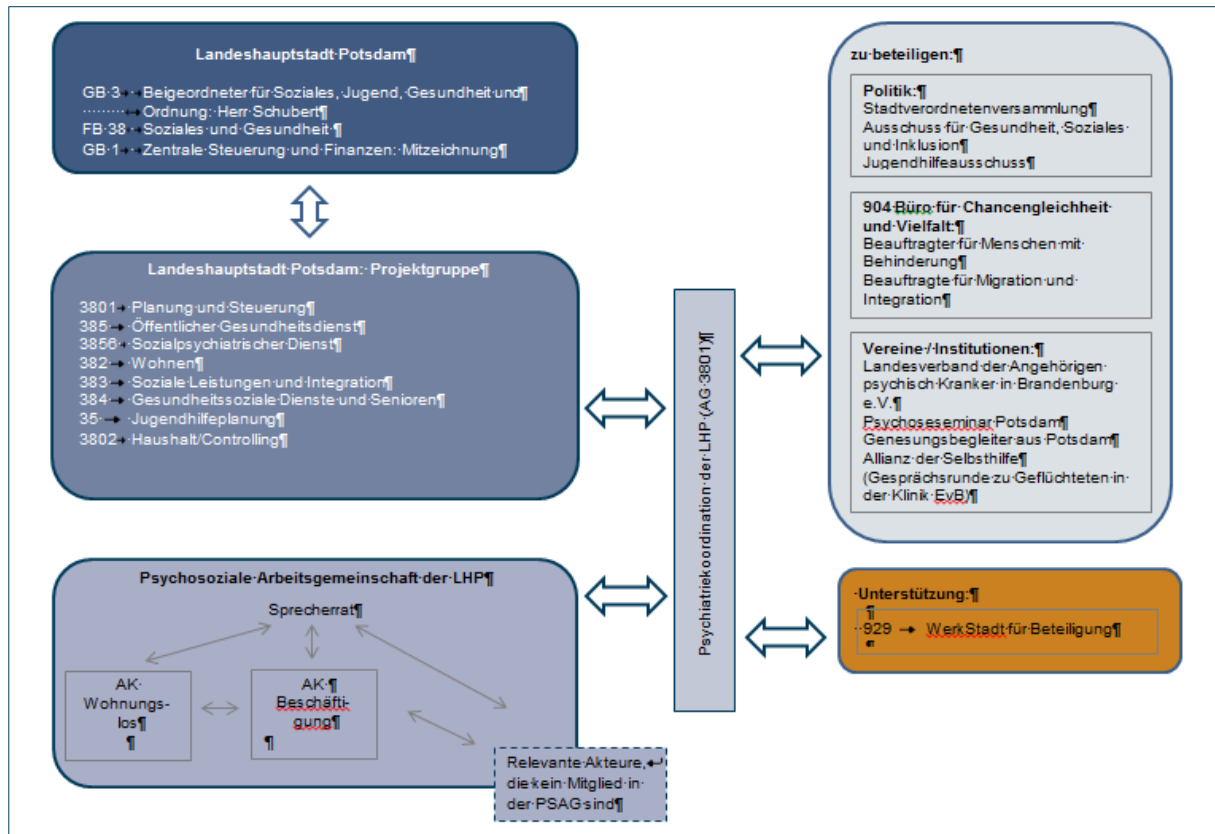 Landeshauptstadt Potsdam¶
GB 3 → Beigeordneter für Soziales, Jugend, Gesundheit und¶
→ Ordnung: Herr Schubert¶
FB 38 → Soziales und Gesundheit ¶
GB 1 → Zentrale Steuerung und Finanzen: Mitzeichnung¶
Landeshauptstadt Potsdam: Projektgruppe¶
3801 → Planung und Steuerung¶
385 → Öffentlicher Gesundheitsdienst¶
3856 → Sozialpsychiatrischer Dienst¶
382 → Wohnen¶
383 → Soziale Leistungen und Integration¶
384 → Gesundheitssoziale Dienste und Senioren¶
35 → Jugendhilfeplanung¶
3802 → Haushalt/Controlling¶
Psychosoziale Arbeitsgemeinschaft der LHP¶
Sprecherrat¶
AK
Wohnungs-
los¶
¶
AK ¶
Beschäfti-
gung¶
¶
Relevante Akteure,↵
die kein Mitglied in
der PSAG sind¶
Psychiatriekoordination der LHP (AG 3801)¶
zu beteiligen:¶
Politik:¶
Stadtverordnetenversammlung¶
Ausschuss für Gesundheit, Soziales
und Inklusion¶
Jugendhilfeausschuss¶
904 Büro für Chancengleichheit
und Vielfalt:¶
Beauftragter für Menschen mit
Behinderung¶
Beauftragte für Migration und
Integration¶
Vereine / Institutionen:¶
Landesverband der Angehörigen
psychisch Kranker in Brandenburg
e.V.¶
Psychoseseminar Potsdam¶
Genesungsbegleiter aus Potsdam¶
Allianz der Selbsthilfe¶
(Gesprächsrunde zu Geflüchteten in
der Klinik EvB)¶
Unterstützung:¶
¶
929 → WerkStadt für Beteiligung¶
¶